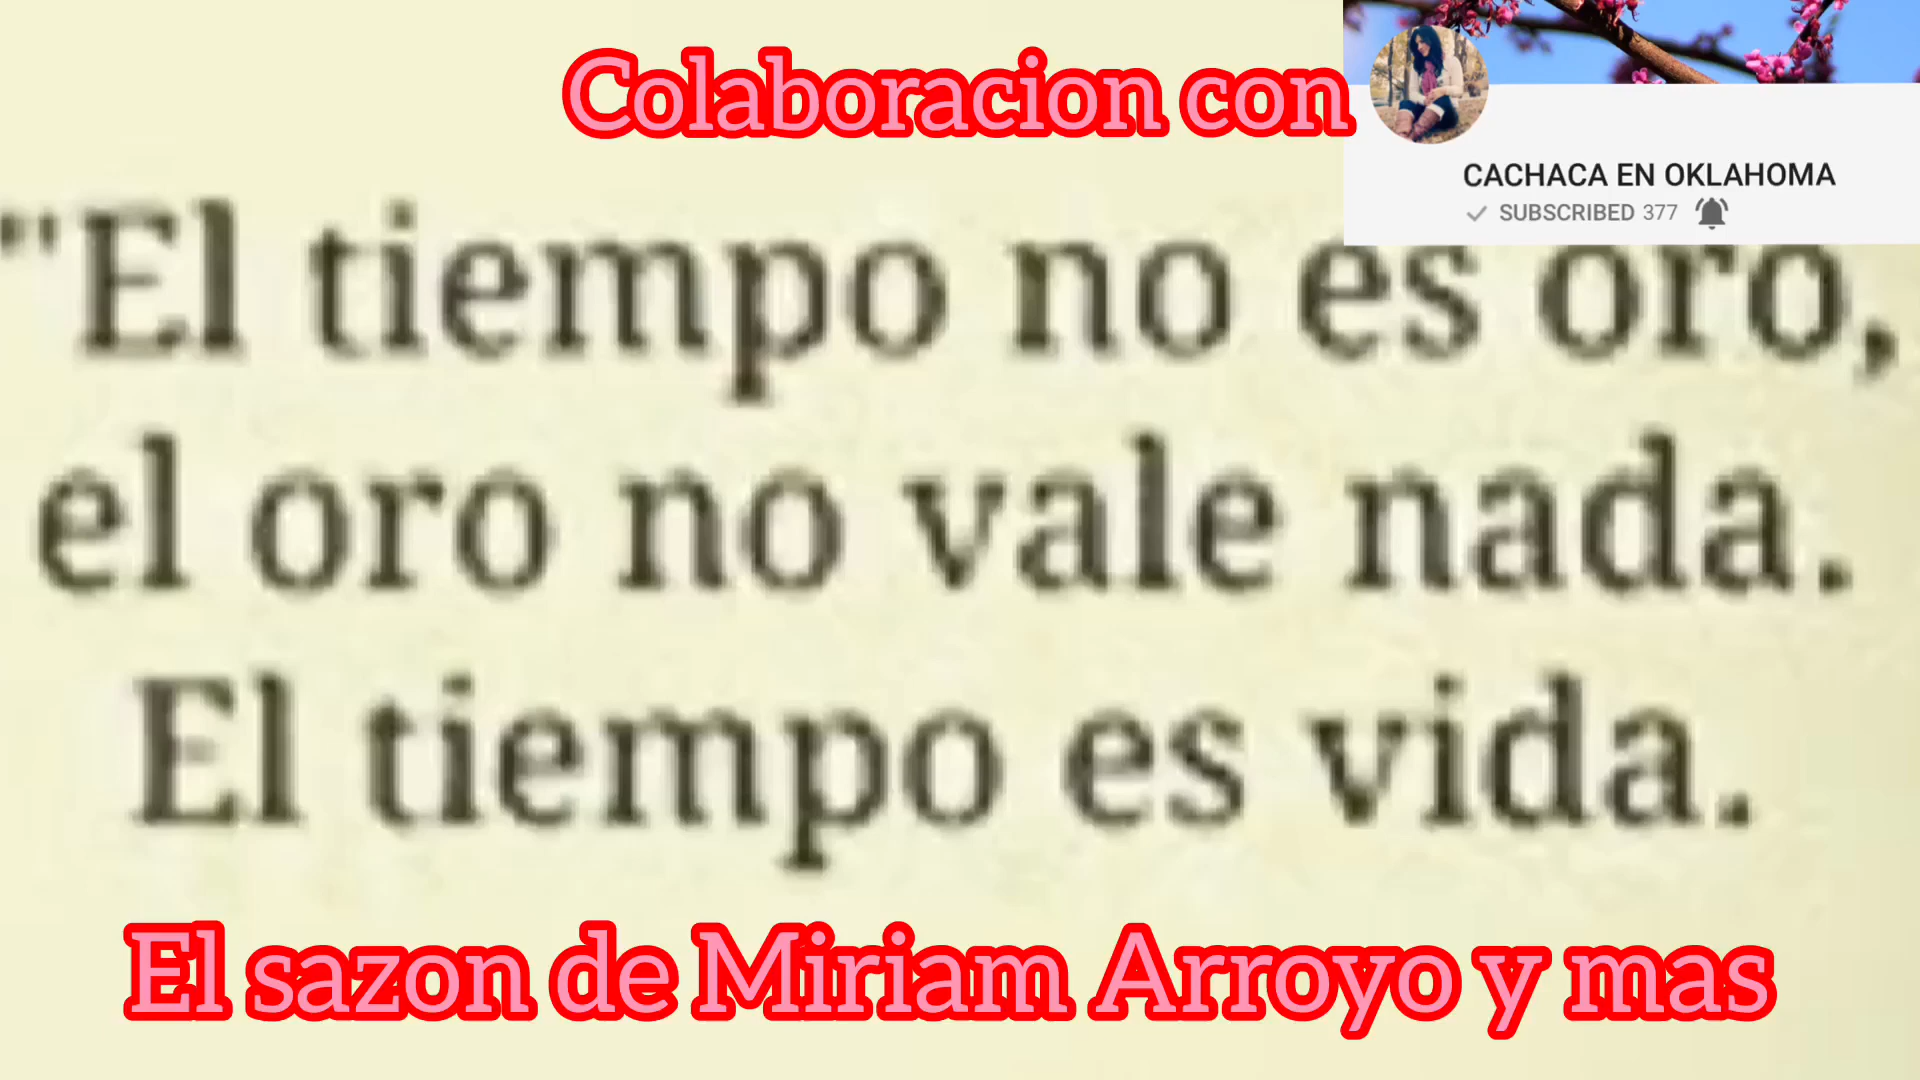 Colaboracion con
CACHACA EN OKLAHOMA
SUBSCRIBED 377
"El tiempo no es oro,
el oro no vale nada.
El tiempo es vida.
El sazon de Miriam Arroyo y mas